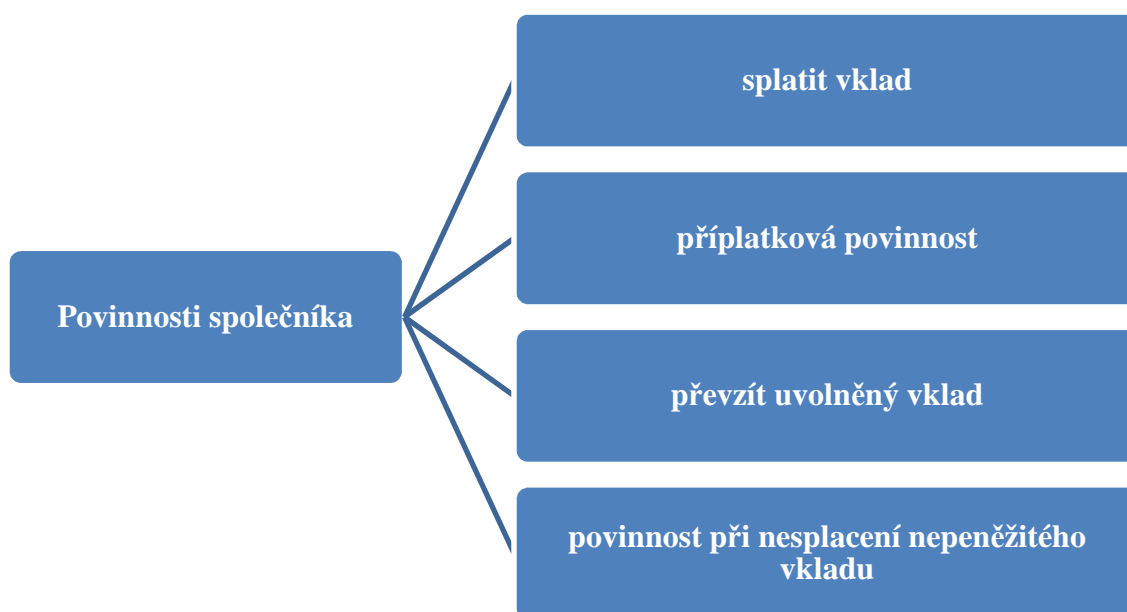 Povinnosti společníka
splatit vklad
příplatková povinnost
převzít uvolněný vklad
povinnost při nesplacení nepeněžitého
vkladu